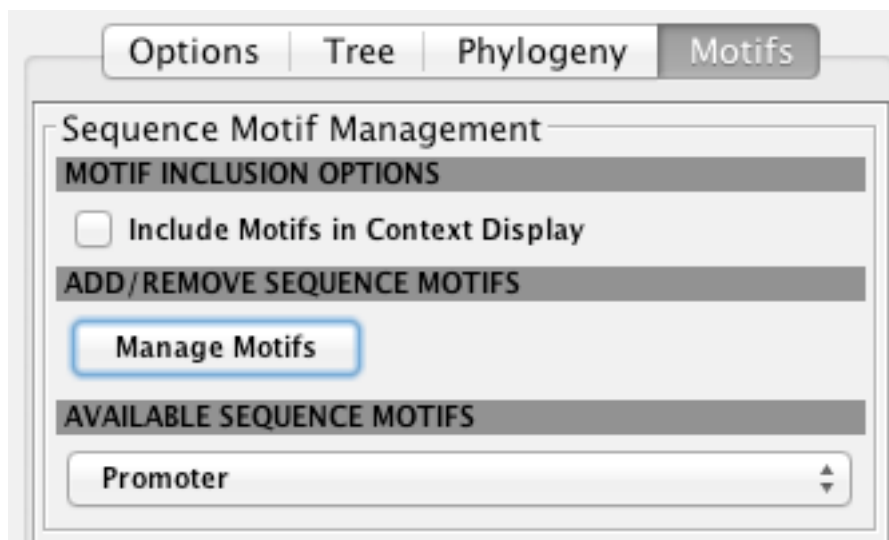 Options Tree Phylogeny Motifs
Sequence Motif Management
MOTIF INCLUSION OPTIONS
Include Motifs in Context Display
ADD/REMOVE SEQUENCE MOTIFS
Manage Motifs
AVAILABLE SEQUENCE MOTIFS
Promoter